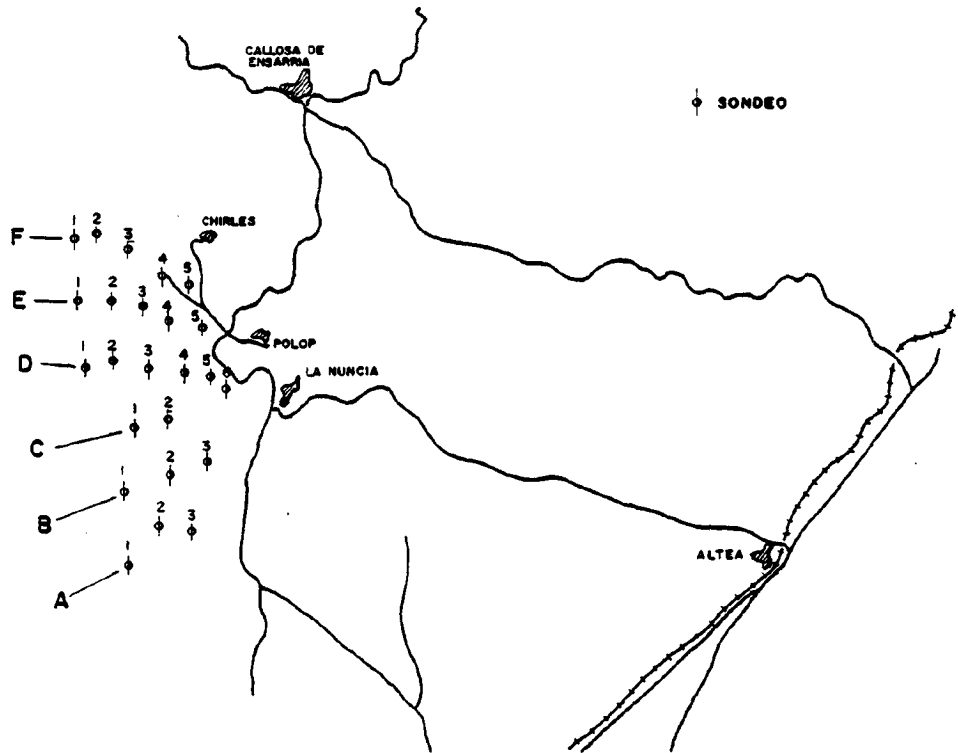 CALLOSA DE
ENSARRIA
SONDEO
CHIRLES
F 1 2 3
4 5
E 1 2 3 4 5
POLOP
D 1 2 3 4 5
LA NUNCIA
C 1 2
3
B 1 2
2 3
ALTEA
A 1